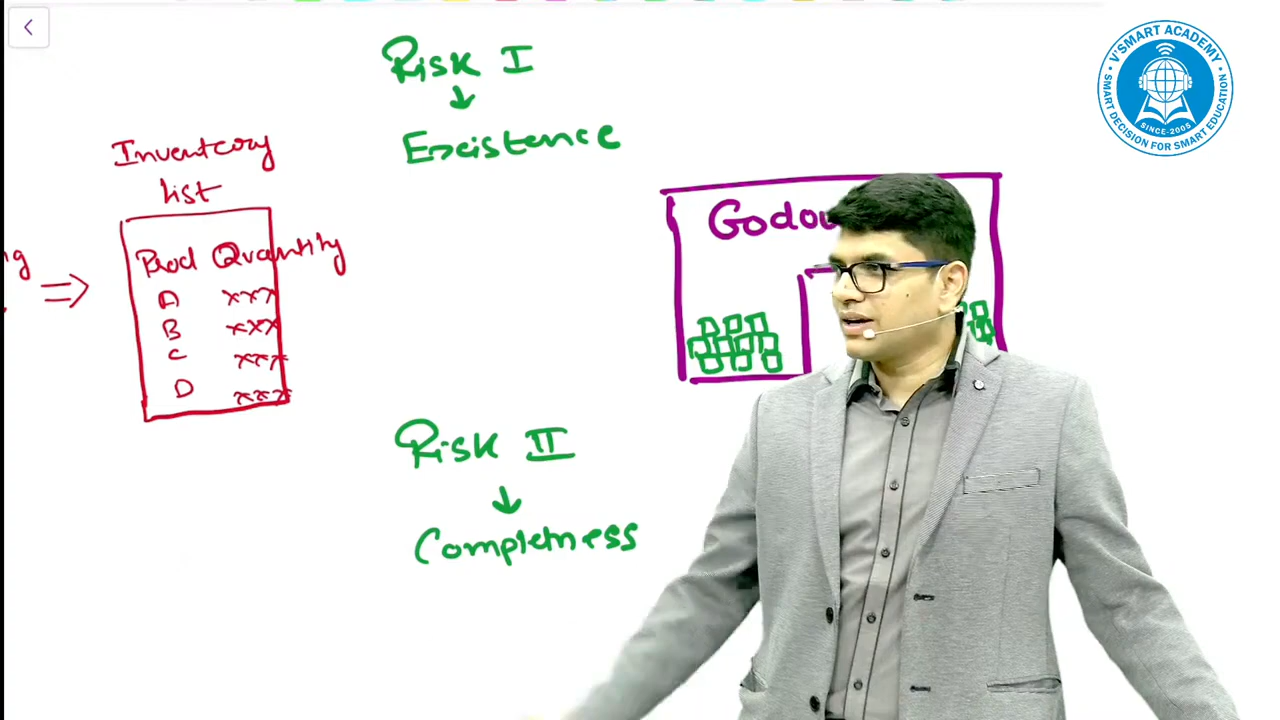 Risk I
Existence
Inventory
List
Prod Quantity
A xxx
B xxx
C xxx
D xxx
Risk II
Completness
V'SMART ACADEMY
SINCE-2005
SMART DECISION FOR SMART EDUCATION